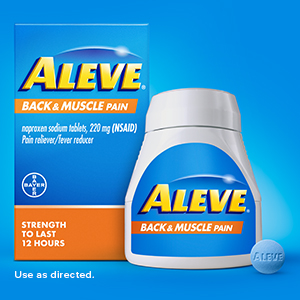 ALEVE®
BACK & MUSCLE PAIN
naproxen sodium tablets, 220 mg (NSAID)
Pain reliever/fever reducer
BAYER
BAYER
STRENGTH
TO LAST
12 HOURS
ALEVE®
BACK & MUSCLE PAIN
ALEVE
Use as directed.